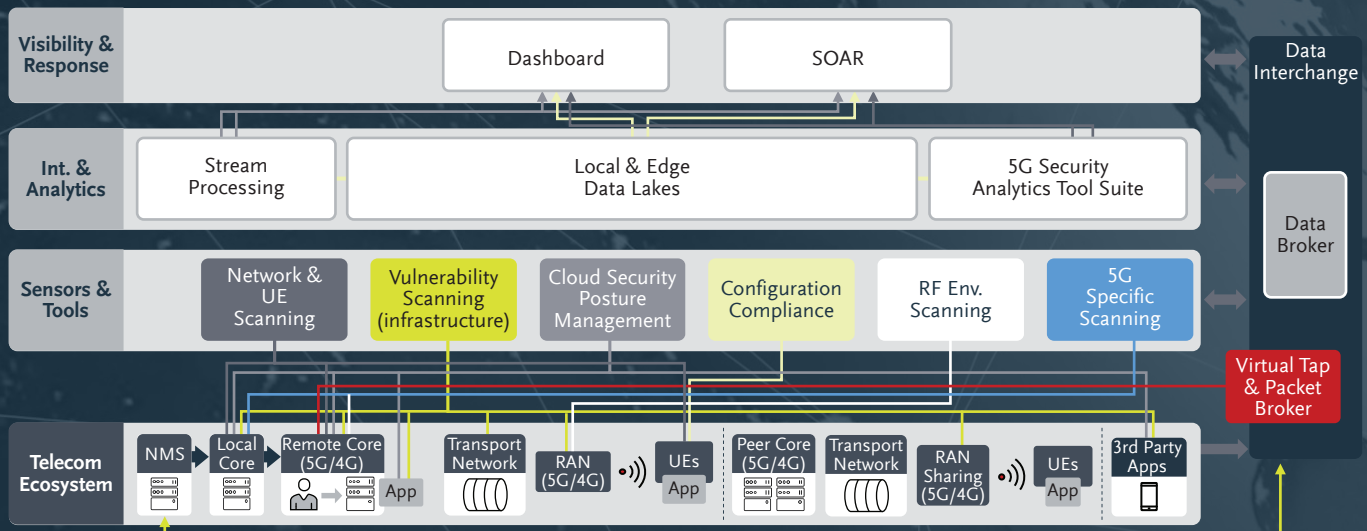 Visibility &
Response
Dashboard
SOAR
Data
Interchange
Int. &
Analytics
Stream
Processing
Local & Edge
Data Lakes
5G Security
Analytics Tool Suite
Data
Broker
Sensors &
Tools
Network &
UE
Scanning
Vulnerability
Scanning
(infrastructure)
Cloud Security
Posture
Management
Configuration
Compliance
RF Env.
Scanning
5G
Specific
Scanning
Virtual Tap
& Packet
Broker
Telecom
Ecosystem
NMS
Local
Core
Remote Core
(5G/4G)
App
Transport
Network
RAN
(5G/4G)
UEs
App
Peer Core
(5G/4G)
Transport
Network
RAN
Sharing
(5G/4G)
UEs
App
3rd Party
Apps